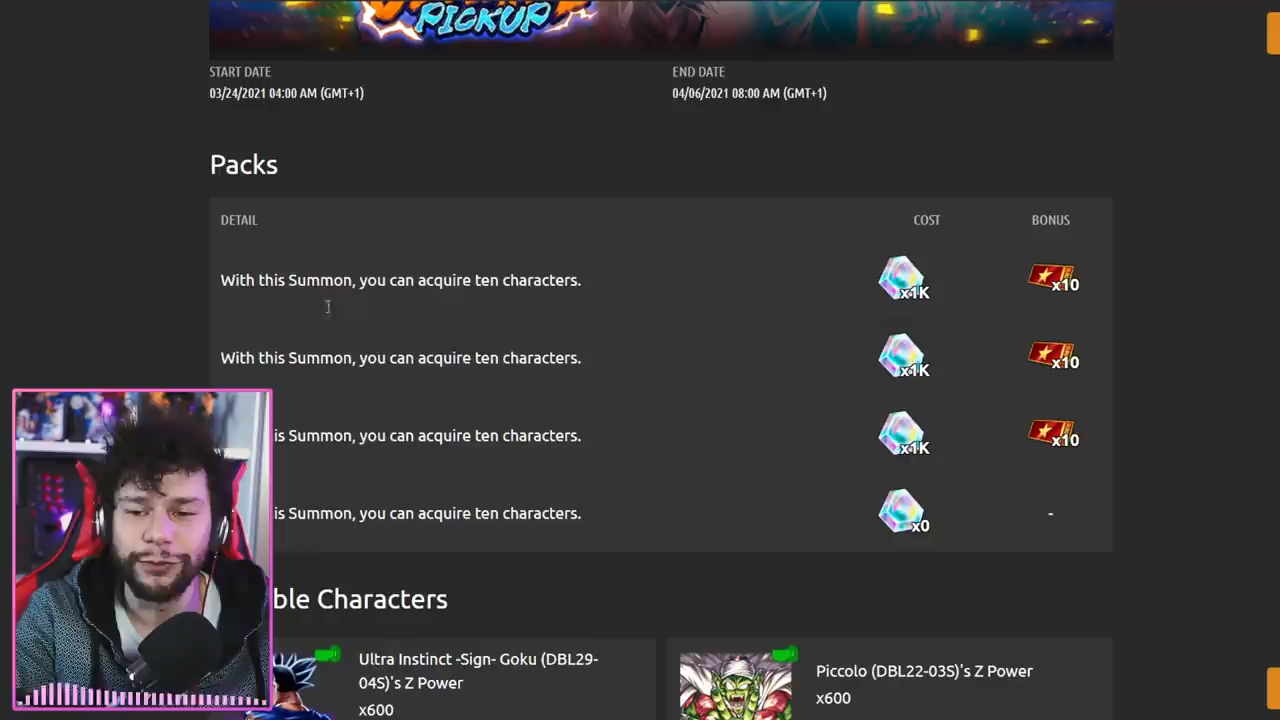 PICKUP
START DATE
END DATE
03/24/2021 04:00 AM (GMT+1)
04/06/2021 08:00 AM (GMT+1)
Packs
DETAIL
COST
BONUS
With this Summon, you can acquire ten characters.
x1K
x10
With this Summon, you can acquire ten characters.
x1K
x10
is Summon, you can acquire ten characters.
x1K
x10
is Summon, you can acquire ten characters.
x0
-
ble Characters
Ultra Instinct -Sign- Goku (DBL29-
04S)'s Z Power
x600
Piccolo (DBL22-03S)'s Z Power
x600